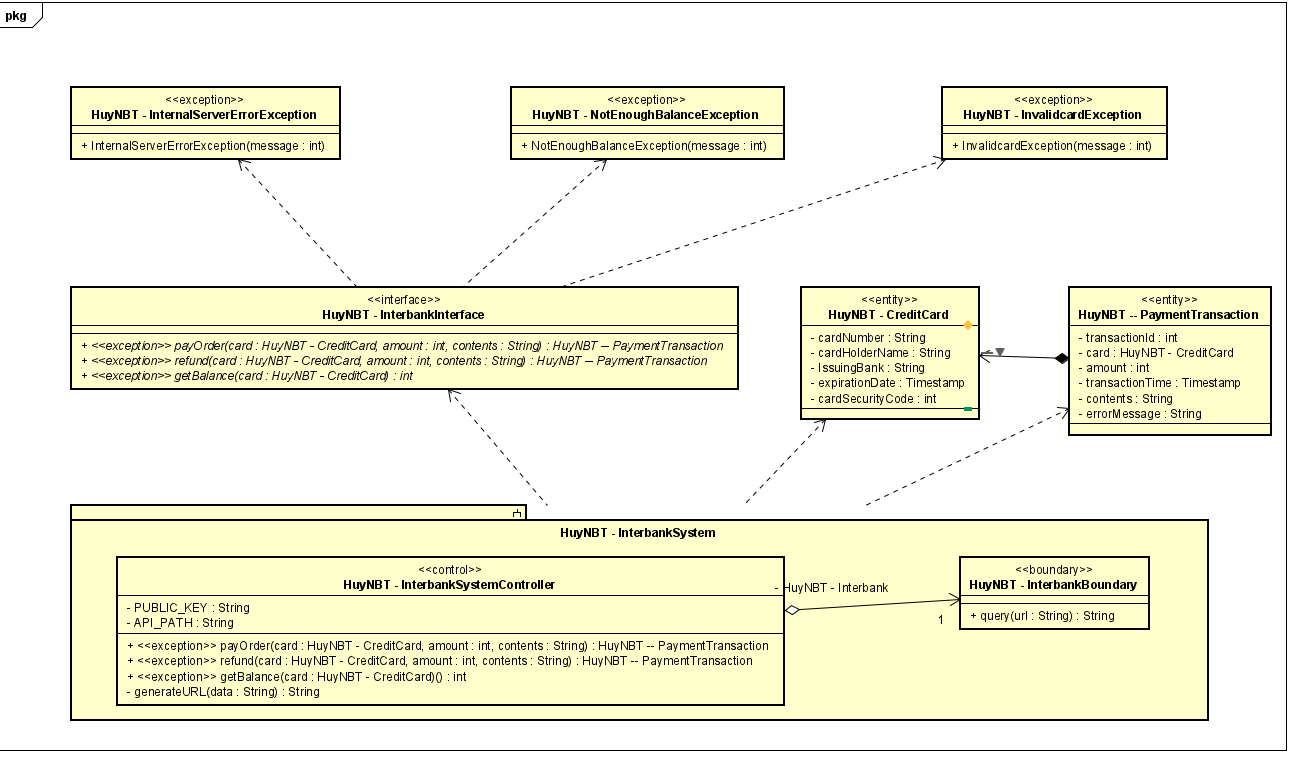 pkg
<<exception>>
HuyNBT - InternalServerErrorException
+ InternalServerErrorException(message : int)
<<exception>>
HuyNBT - NotEnoughBalanceException
+ NotEnoughBalanceException(message : int)
<<exception>>
HuyNBT - InvalidcardException
+ InvalidcardException(message : int)
<<interface>>
HuyNBT - InterbankInterface
+ <<exception>> payOrder(card : HuyNBT - CreditCard, amount : int, contents : String) : HuyNBT -- PaymentTransaction
+ <<exception>> refund(card : HuyNBT - CreditCard, amount : int, contents : String) : HuyNBT -- PaymentTransaction
+ <<exception>> getBalance(card : HuyNBT - CreditCard) : int
<<entity>>
HuyNBT - CreditCard
- cardNumber : String
- cardHolderName : String
- IssuingBank : String
- expirationDate : Timestamp
- cardSecurityCode : int
<<entity>>
HuyNBT -- PaymentTransaction
- transactionId : int
- card : HuyNBT - CreditCard
- amount : int
- transactionTime : Timestamp
- contents : String
- errorMessage : String
HuyNBT - InterbankSystem
<<control>>
HuyNBT - InterbankSystemController
- PUBLIC_KEY : String
- API_PATH : String
+ <<exception>> payOrder(card : HuyNBT - CreditCard, amount : int, contents : String) : HuyNBT -- PaymentTransaction
+ <<exception>> refund(card : HuyNBT - CreditCard, amount : int, contents : String) : HuyNBT -- PaymentTransaction
+ <<exception>> getBalance(card : HuyNBT - CreditCard)() : int
- generateURL(data : String) : String
- HuyNBT - Interbank
1
<<boundary>>
HuyNBT - InterbankBoundary
+ query(url : String) : String